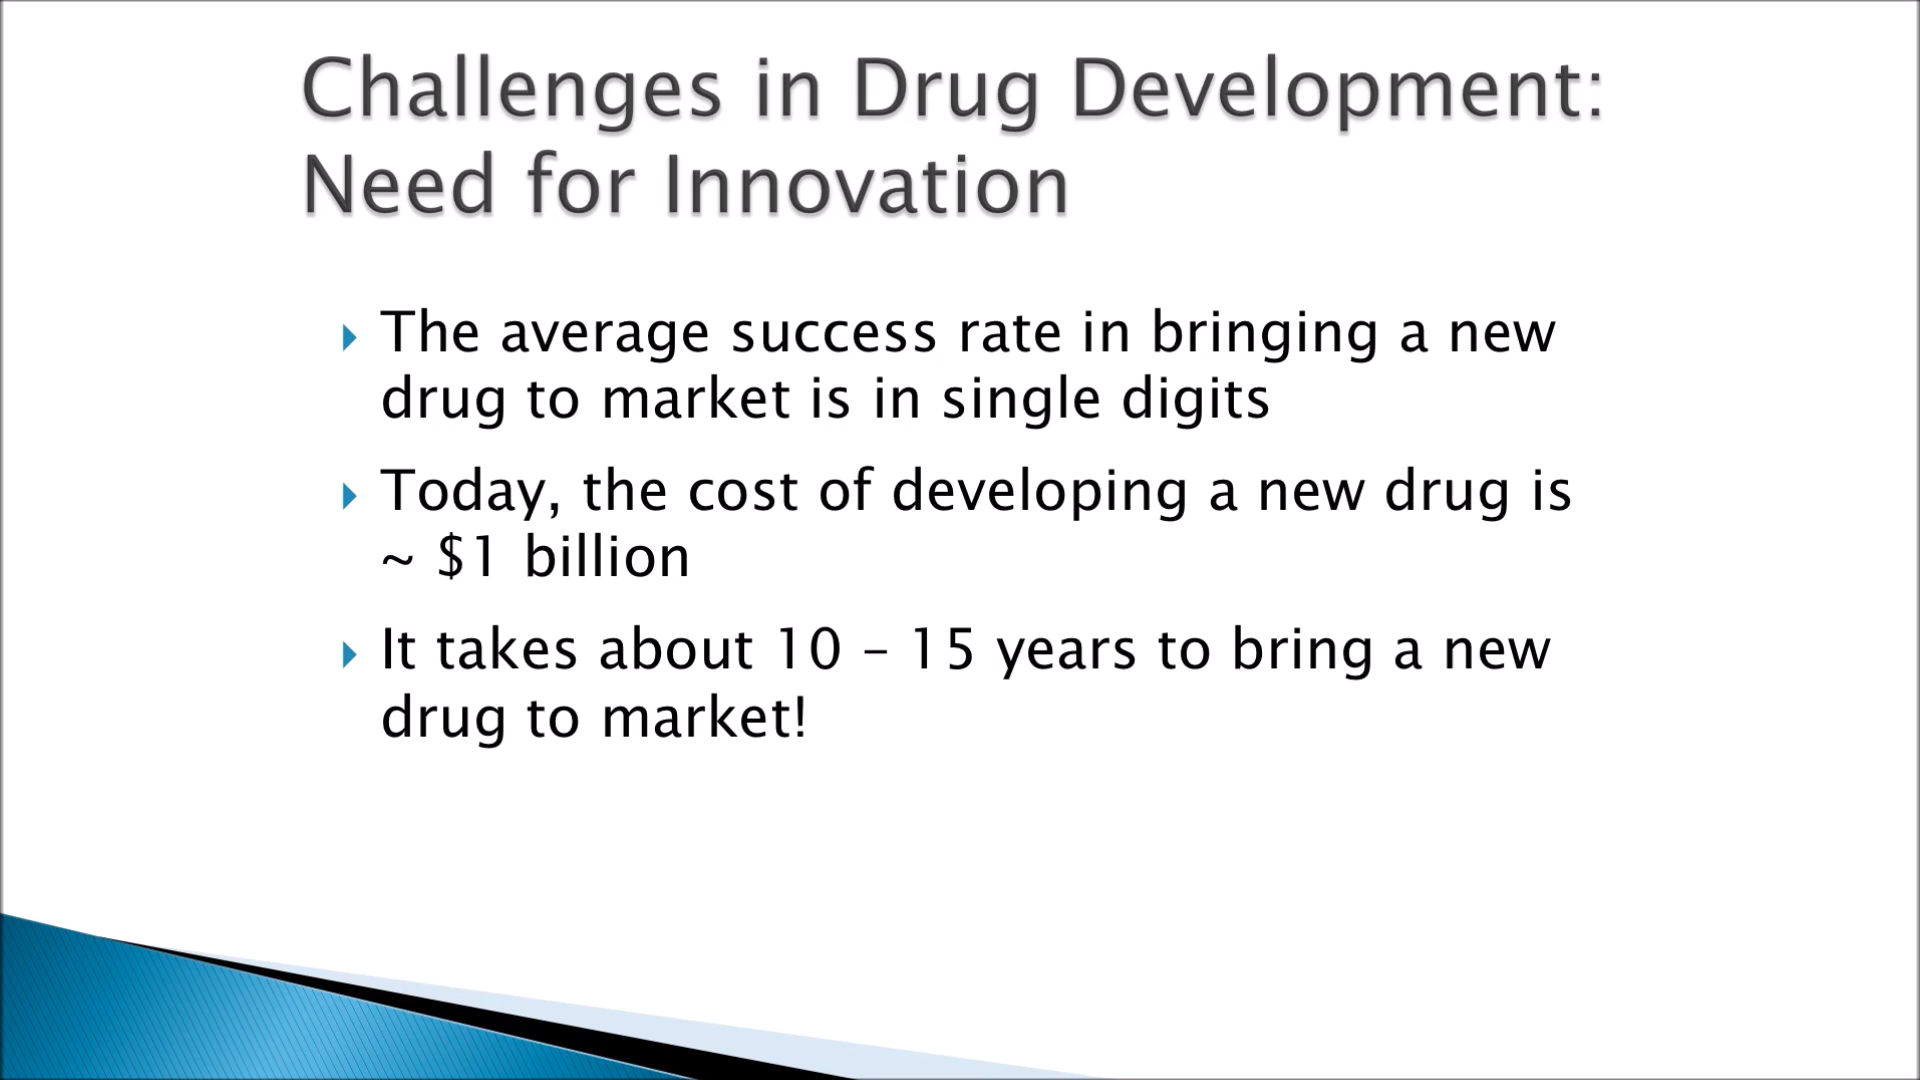 Challenges in Drug Development:
Need for Innovation
The average success rate in bringing a new
drug to market is in single digits
Today, the cost of developing a new drug is
~ $1 billion
It takes about 10 – 15 years to bring a new
drug to market!